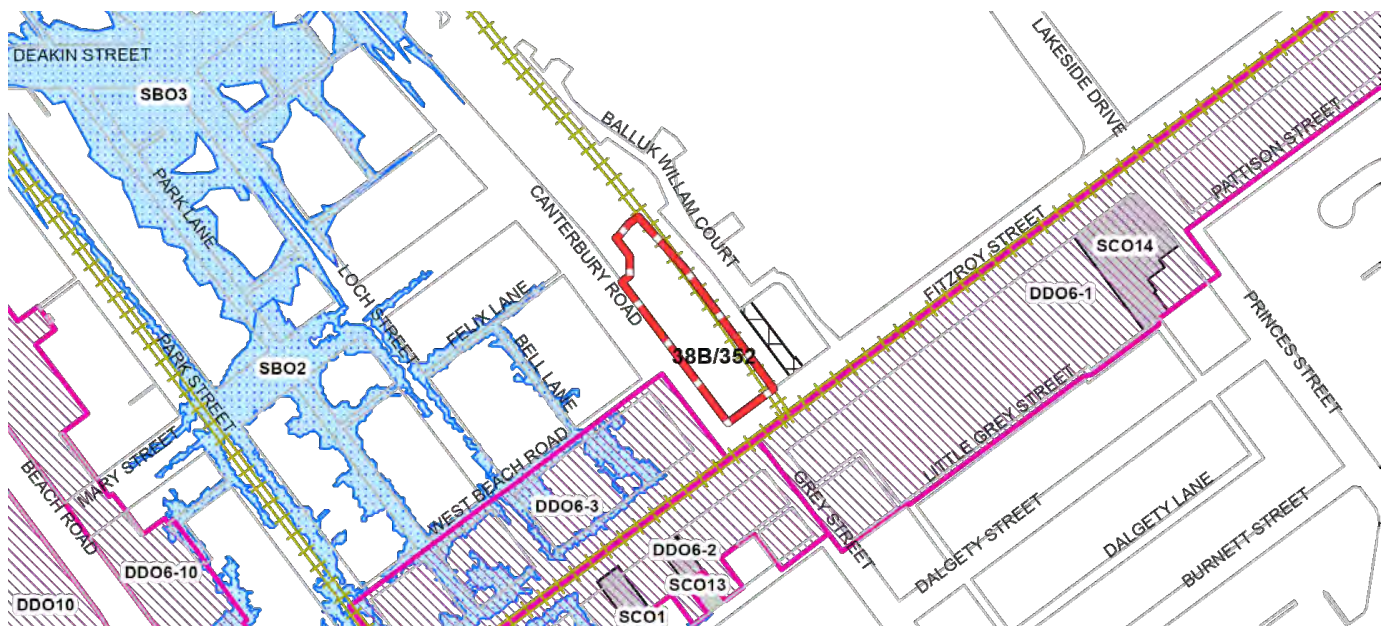 DEAKIN STREET
SBO3
LAKESIDE DRIVE
BALLUK WILLAM COURT
PATTISON STREET
PARK LANE
CANTERBURY ROAD
FITZROY STREET
SCO14
LOCH STREET
DDO6-1
FELIX LANE
PRINCES STREET
BELL LANE
38B/352
SBO2
PARK STREET
LITTLE GREY STREET
MARY STREET
WEST BEACH ROAD
BEACH ROAD
DDO6-3
GREY STREET
DALGETY STREET
DALGETY LANE
BURNETT STREET
DDO6-2
DDO6-10
SCO13
DDO10
SCO1